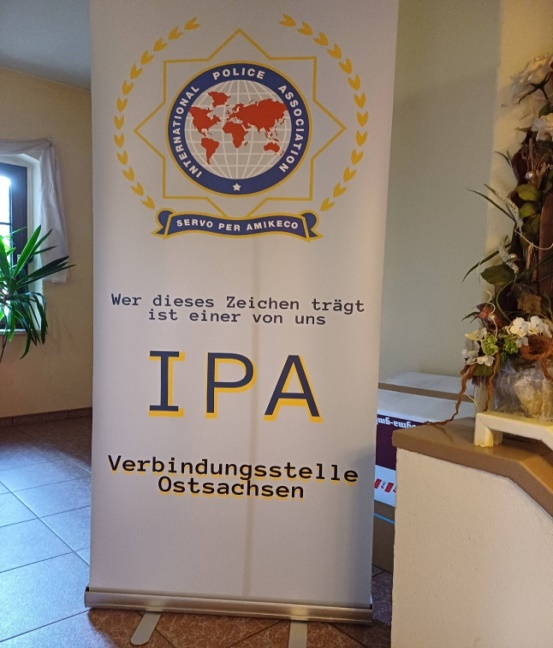 INTERNATIONAL POLICE ASSOCIATION
SERVO PER AMIKECO
Wer dieses Zeichen trägt
ist einer von uns
IPA
Verbindungsstelle
Ostsachsen